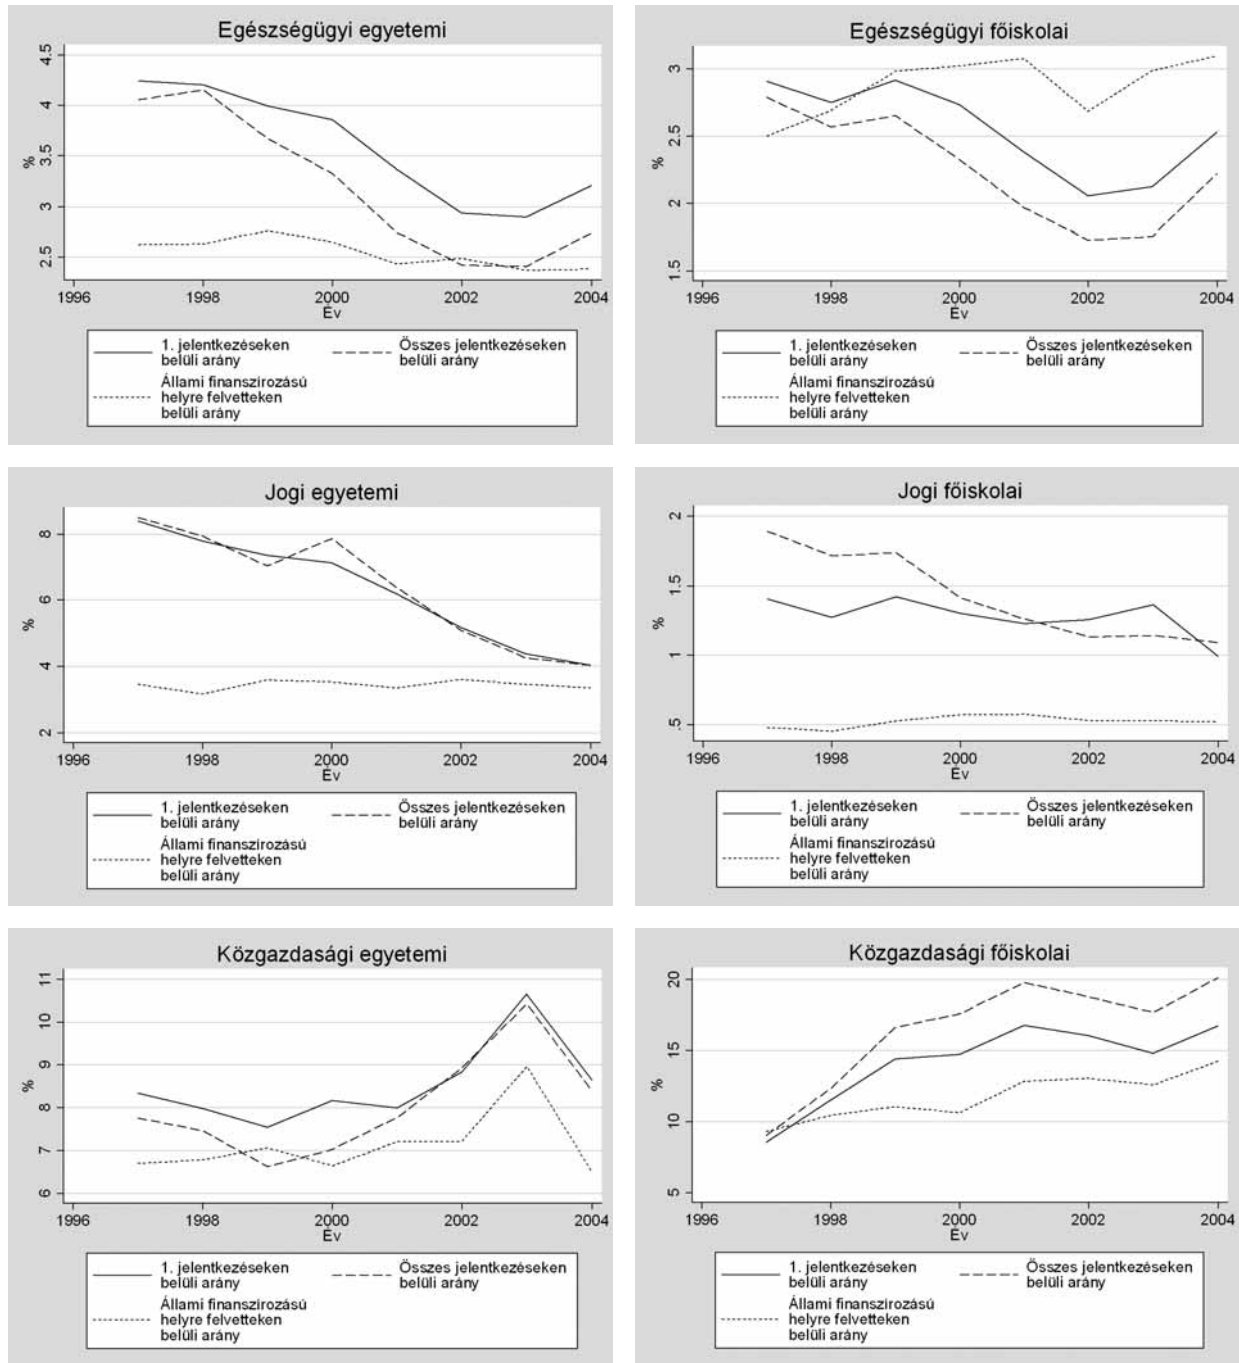 Egészségügyi egyetemi
4.5
4
3.5
3
2.5
%
1996
1998
2000
2002
2004
Év
1. jelentkezéseken
belüli arány
Összes jelentkezéseken
belüli arány
Állami finanszírozású
helyre felvetteken
belüli arány
Egészségügyi főiskolai
3
2.5
2
1.5
%
1996
1998
2000
2002
2004
Év
1. jelentkezéseken
belüli arány
Összes jelentkezéseken
belüli arány
Állami finanszírozású
helyre felvetteken
belüli arány
Jogi egyetemi
8
6
4
2
%
1996
1998
2000
2002
2004
Év
1. jelentkezéseken
belüli arány
Összes jelentkezéseken
belüli arány
Állami finanszírozású
helyre felvetteken
belüli arány
Jogi főiskolai
2
1.5
1
.5
%
1996
1998
2000
2002
2004
Év
1. jelentkezéseken
belüli arány
Összes jelentkezéseken
belüli arány
Állami finanszírozású
helyre felvetteken
belüli arány
Közgazdasági egyetemi
11
10
9
8
7
6
%
1996
1998
2000
2002
2004
Év
1. jelentkezéseken
belüli arány
Összes jelentkezéseken
belüli arány
Állami finanszírozású
helyre felvetteken
belüli arány
Közgazdasági főiskolai
20
15
10
5
%
1996
1998
2000
2002
2004
Év
1. jelentkezéseken
belüli arány
Összes jelentkezéseken
belüli arány
Állami finanszírozású
helyre felvetteken
belüli arány